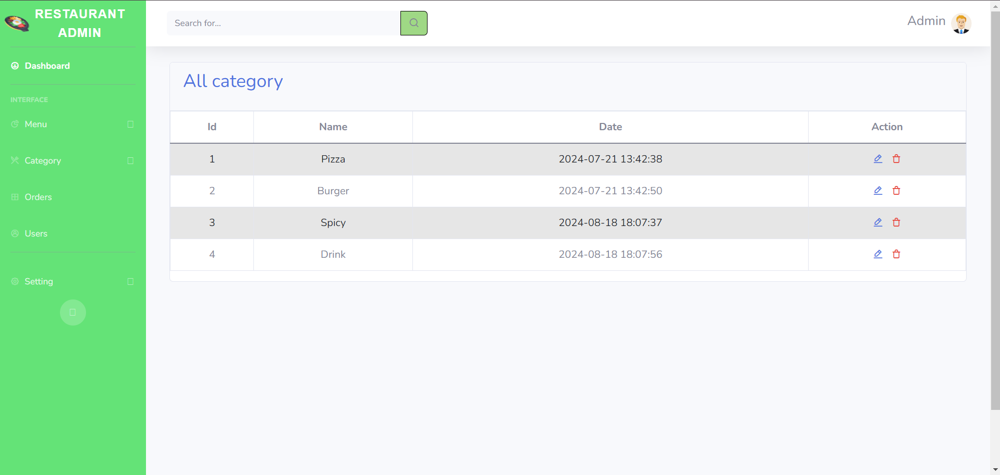 RESTAURANT
ADMIN
Search for...
Admin
Dashboard
INTERFACE
Menu
Category
Orders
Users
Setting
All category
Id Name Date Action
1 Pizza 2024-07-21 13:42:38
2 Burger 2024-07-21 13:42:50
3 Spicy 2024-08-18 18:07:37
4 Drink 2024-08-18 18:07:56